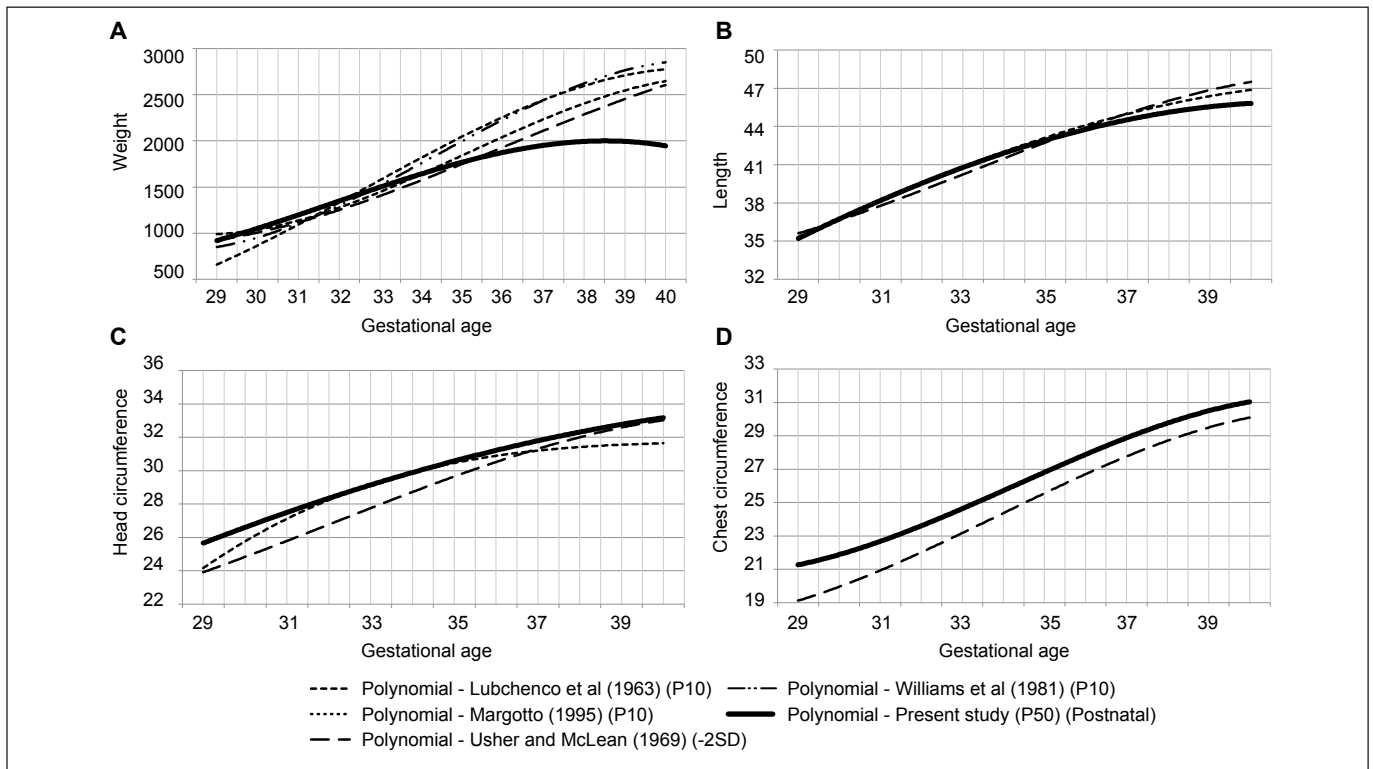 A
3000
2500
2000
1500
1000
500
Weight
29 30 31 32 33 34 35 36 37 38 39 40
Gestational age
B
50
47
44
41
38
35
32
Length
29 31 33 35 37 39
Gestational age
C
36
34
32
30
28
26
24
22
Head circumference
29 31 33 35 37 39
Gestational age
D
33
31
29
27
25
23
21
19
Chest circumference
29 31 33 35 37 39
Gestational age
Polynomial - Lubchenco et al (1963) (P10)
Polynomial - Margotto (1995) (P10)
Polynomial - Usher and McLean (1969) (-2SD)
Polynomial - Williams et al (1981) (P10)
Polynomial - Present study (P50) (Postnatal)